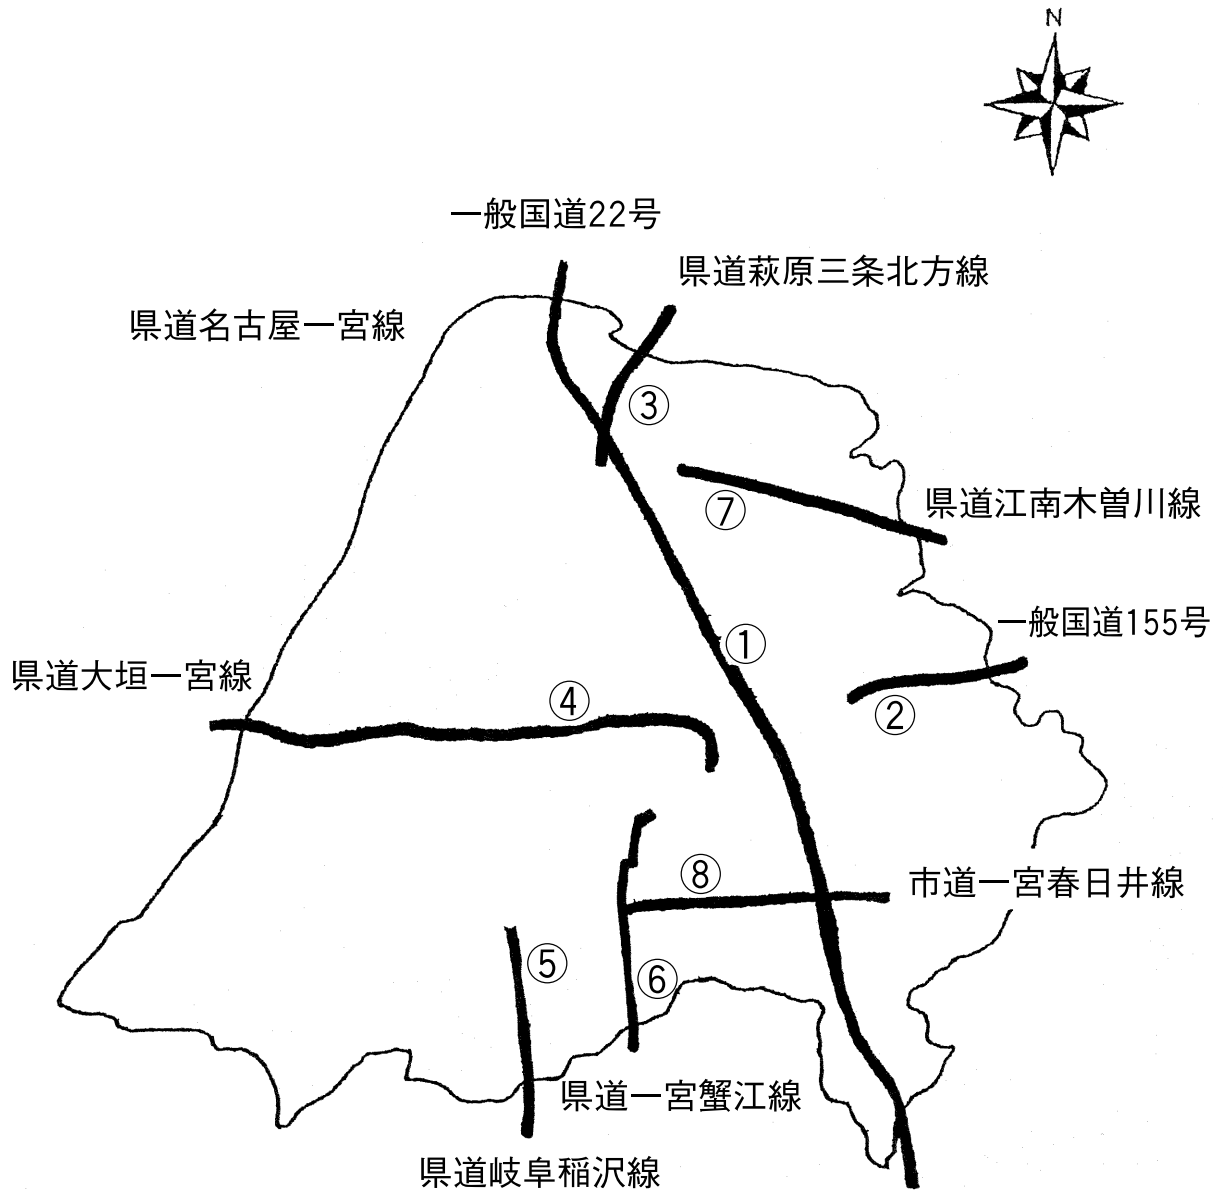 N
一般国道22号
県道萩原三条北方線
県道名古屋一宮線
③
県道江南木曽川線
⑦
一般国道155号
①
県道大垣一宮線
④
②
⑧
市道一宮春日井線
⑤
⑥
県道一宮蟹江線
県道岐阜稲沢線